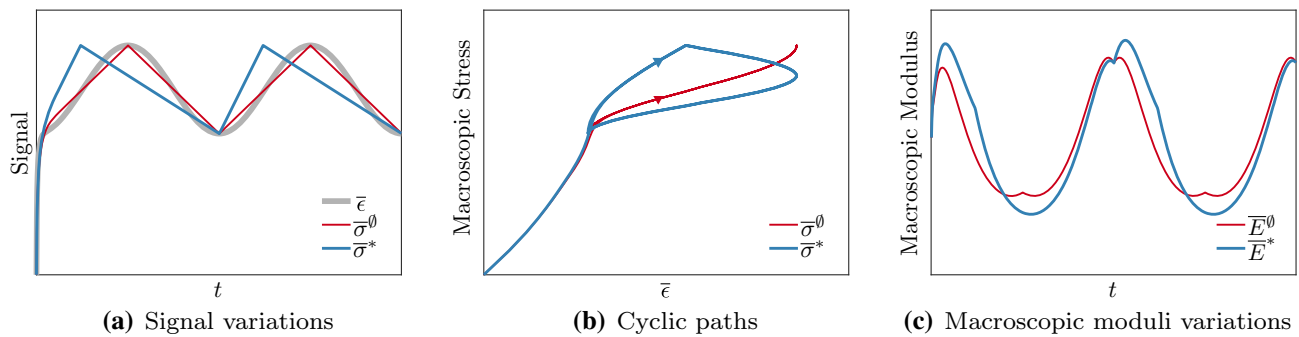 Signal
ϵ̅
σ̅^∅
σ̅^*
t
(a) Signal variations
Macroscopic Stress
σ̅^∅
σ̅^*
ϵ̅
(b) Cyclic paths
Macroscopic Modulus
E̅^∅
E̅^*
t
(c) Macroscopic moduli variations